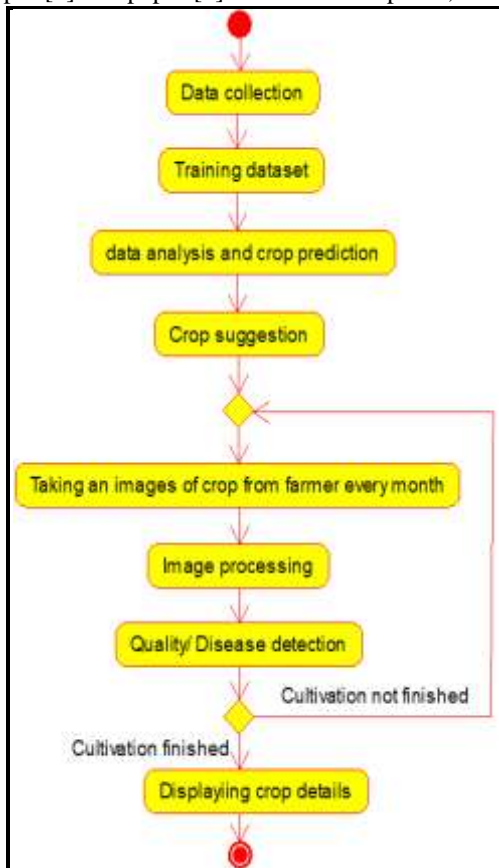 Data collection
Training dataset
data analysis and crop prediction
Crop suggestion
Taking an images of crop from farmer every month
Image processing
Quality/ Disease detection
Cultivation not finished
Cultivation finished
Displayiing crop details